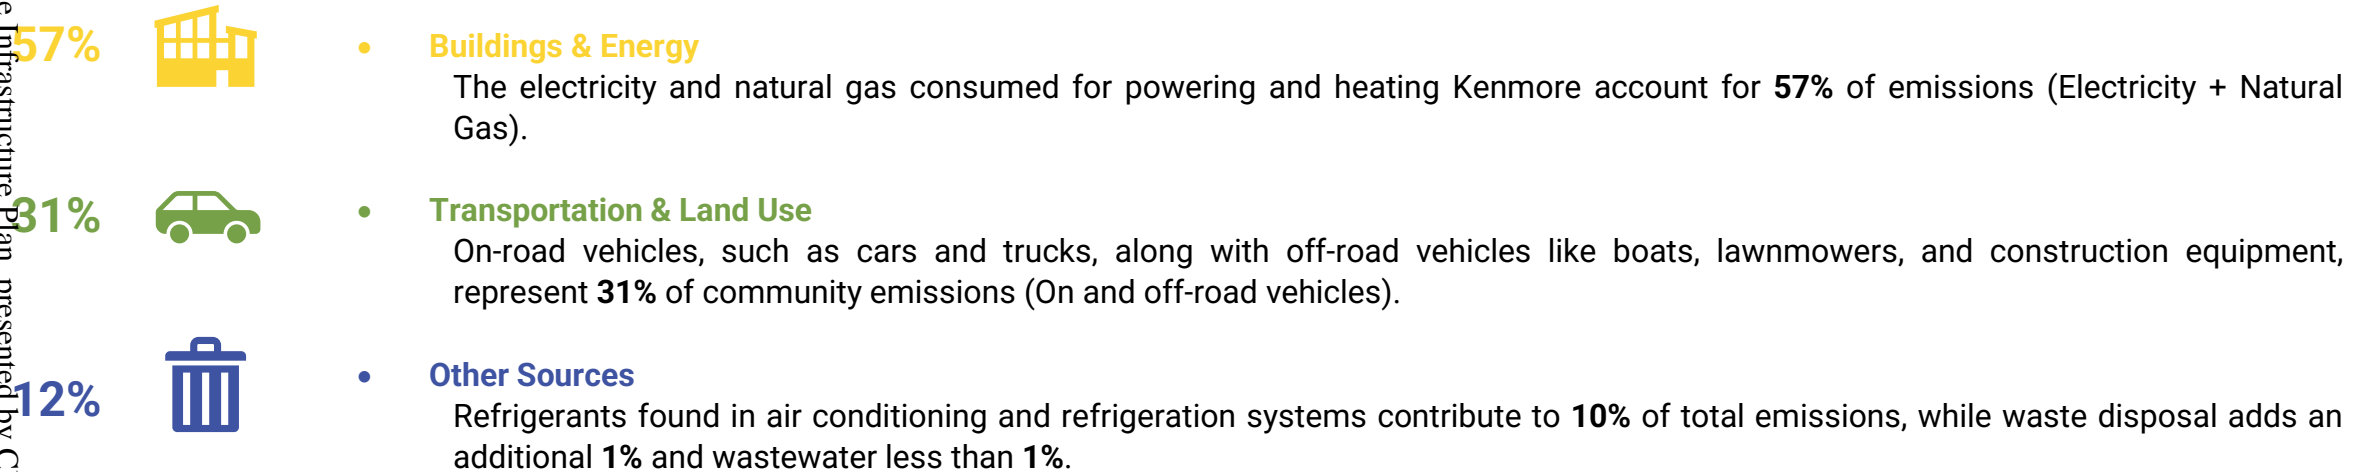 57%
• Buildings & Energy
The electricity and natural gas consumed for powering and heating Kenmore account for 57% of emissions (Electricity + Natural
Gas).
31%
• Transportation & Land Use
On-road vehicles, such as cars and trucks, along with off-road vehicles like boats, lawnmowers, and construction equipment,
represent 31% of community emissions (On and off-road vehicles).
12%
• Other Sources
Refrigerants found in air conditioning and refrigeration systems contribute to 10% of total emissions, while waste disposal adds an
additional 1% and wastewater less than 1%.
Infrastructure Plan presented by